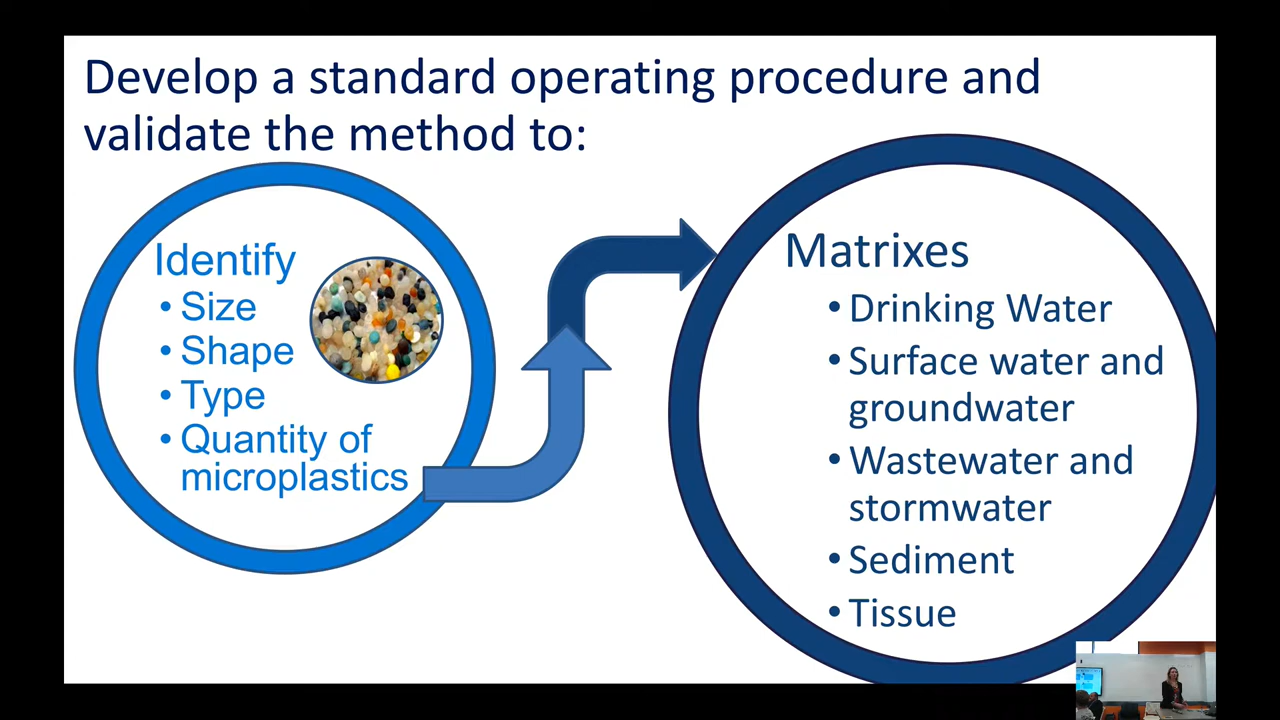 Develop a standard operating procedure and
validate the method to:
Identify
• Size
• Shape
• Type
• Quantity of
microplastics
Matrixes
• Drinking Water
• Surface water and
groundwater
• Wastewater and
stormwater
• Sediment
• Tissue